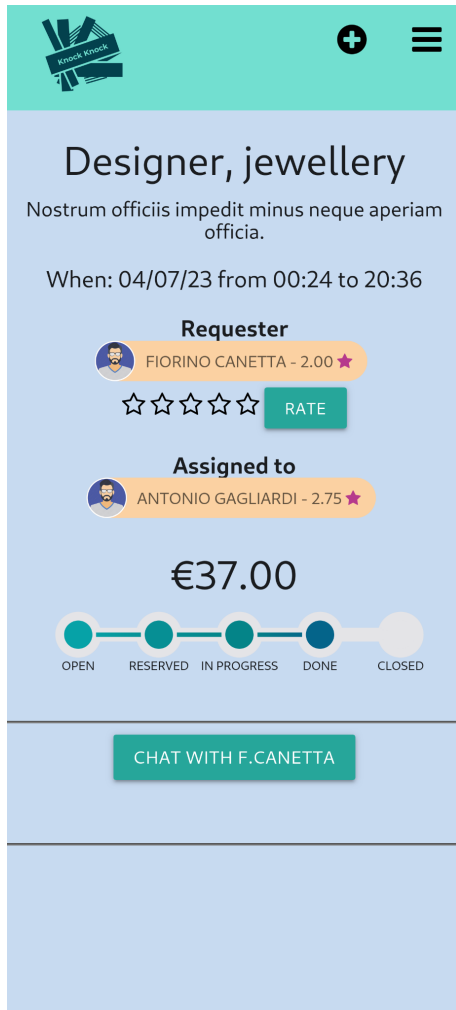 Knock Knock
Designer, jewellery
Nostrum officiis impedit minus neque aperiam
officia.
When: 04/07/23 from 00:24 to 20:36
Requester
FIORINO CANETTA - 2.00
RATE
Assigned to
ANTONIO GAGLIARDI - 2.75
€37.00
OPEN RESERVED IN PROGRESS DONE CLOSED
CHAT WITH F.CANETTA